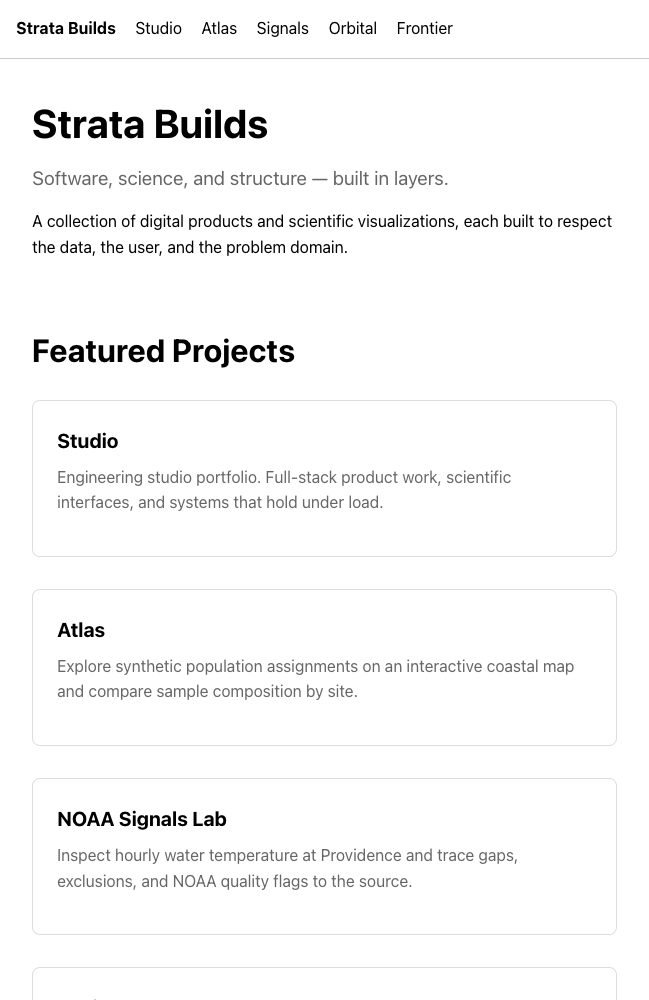 Strata Builds Studio Atlas Signals Orbital Frontier
Strata Builds
Software, science, and structure — built in layers.
A collection of digital products and scientific visualizations, each built to respect
the data, the user, and the problem domain.
Featured Projects
Studio
Engineering studio portfolio. Full-stack product work, scientific
interfaces, and systems that hold under load.
Atlas
Explore synthetic population assignments on an interactive coastal map
and compare sample composition by site.
NOAA Signals Lab
Inspect hourly water temperature at Providence and trace gaps,
exclusions, and NOAA quality flags to the source.